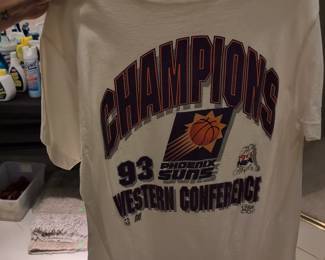 CHAMPIONS
93 PHOENIX
SUNS
WESTERN CONFERENCE